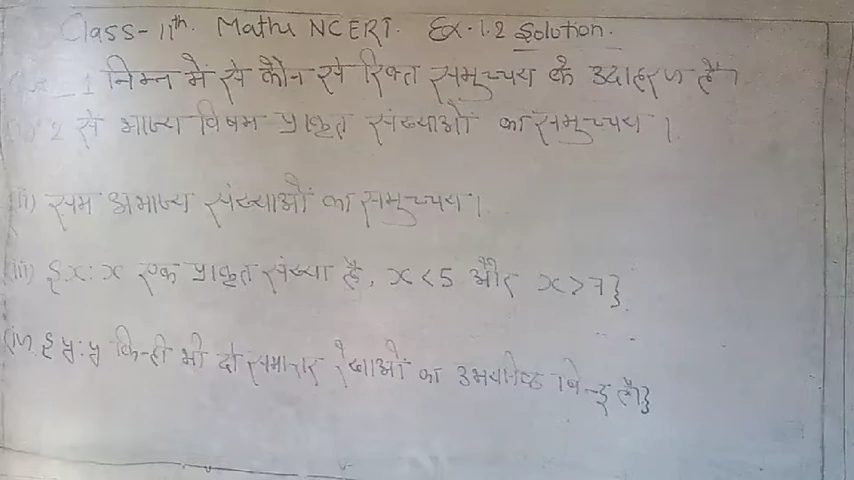 Class-11th. Maths NCERT. Ex.1.2 Solution.
1 निम्न में से कौन से रिक्त समुच्चय के उदाहरण है।
(i) 2 से भाज्य विषम प्राकृत संख्याओं का समुच्चय।
(ii) सम अभाज्य संख्याओं का समुच्चय।
(iii) {x:x एक प्राकृत संख्या है, x<5 और x>7}
(iv) {y:y किन्ही भी दो समान्तर रेखाओं का उभयनिष्ठ बिन्दु है}